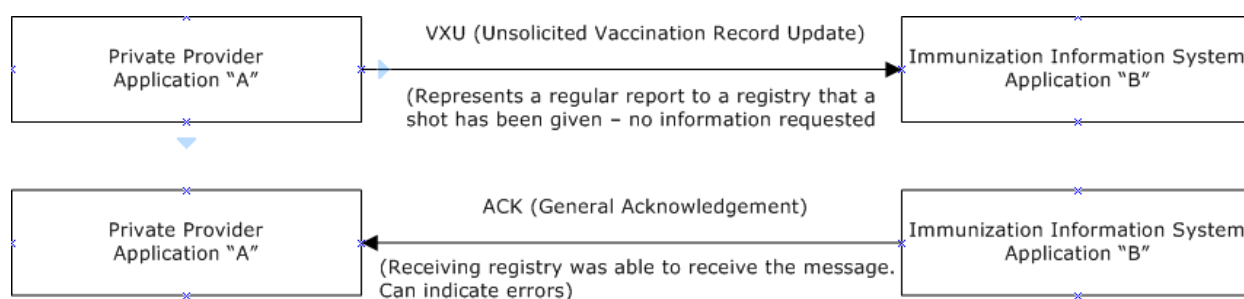 VXU (Unsolicited Vaccination Record Update)
Private Provider
Application “A”
Immunization Information System
Application “B”
(Represents a regular report to a registry that a
shot has been given – no information requested
ACK (General Acknowledgement)
Private Provider
Application “A”
Immunization Information System
Application “B”
(Receiving registry was able to receive the message.
Can indicate errors)